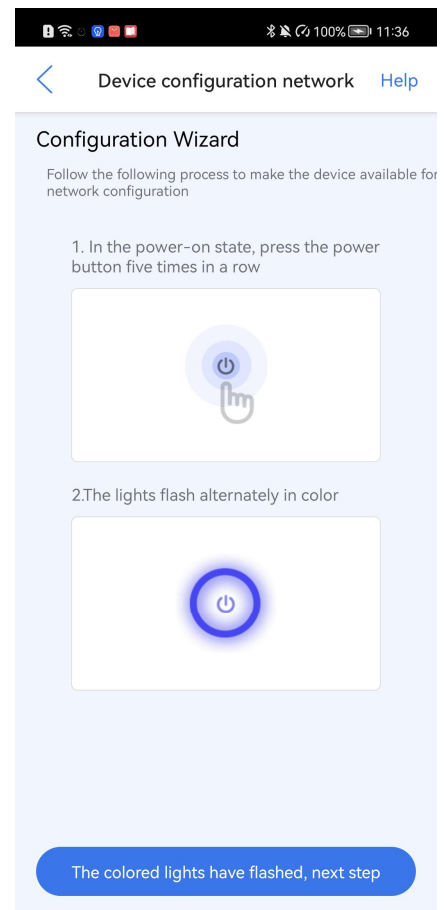 100% 11:36
Device configuration network Help
Configuration Wizard
Follow the following process to make the device available for
network configuration
1. In the power-on state, press the power
button five times in a row
2.The lights flash alternately in color
The colored lights have flashed, next step